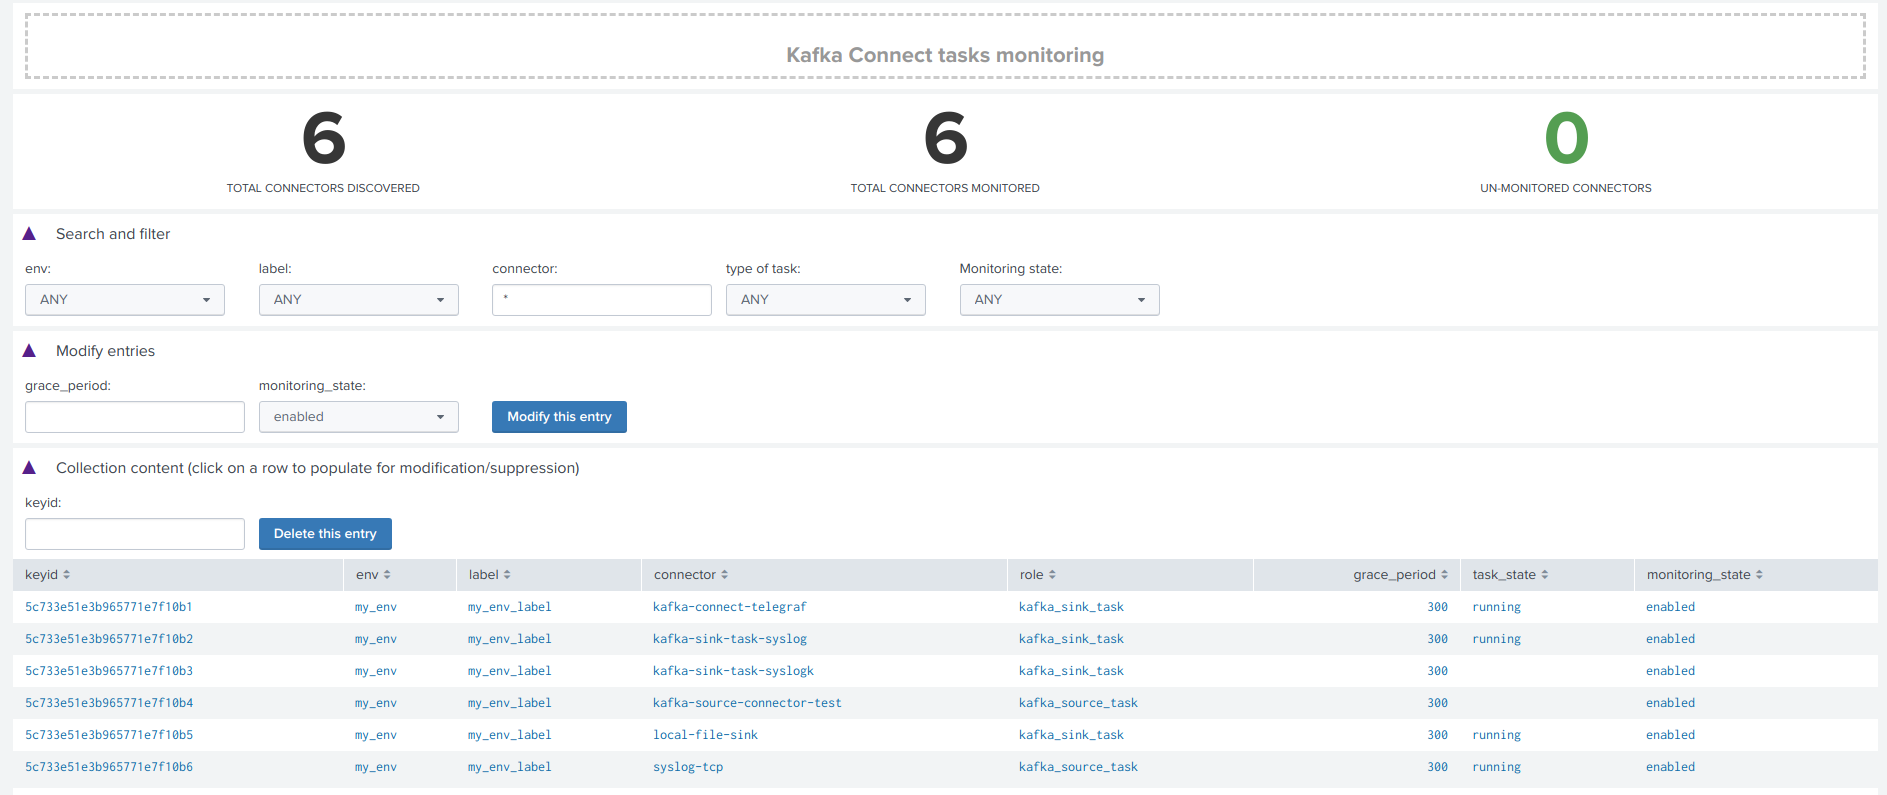 Kafka Connect tasks monitoring
6 6 0
TOTAL CONNECTORS DISCOVERED TOTAL CONNECTORS MONITORED UN-MONITORED CONNECTORS
Search and filter
env: label: connector: type of task: Monitoring state:
ANY ANY * ANY ANY
Modify entries
grace_period: monitoring_state:
enabled Modify this entry
Collection content (click on a row to populate for modification/suppression)
keyid:
Delete this entry
keyid env label connector role grace_period task_state monitoring_state
5c733e51e3b965771e7f10b1 my_env my_env_label kafka-connect-telegraf kafka_sink_task 300 running enabled
5c733e51e3b965771e7f10b2 my_env my_env_label kafka-sink-task-syslog kafka_sink_task 300 running enabled
5c733e51e3b965771e7f10b3 my_env my_env_label kafka-sink-task-syslogk kafka_sink_task 300 enabled
5c733e51e3b965771e7f10b4 my_env my_env_label kafka-source-connector-test kafka_source_task 300 enabled
5c733e51e3b965771e7f10b5 my_env my_env_label local-file-sink kafka_sink_task 300 running enabled
5c733e51e3b965771e7f10b6 my_env my_env_label syslog-tcp kafka_source_task 300 running enabled